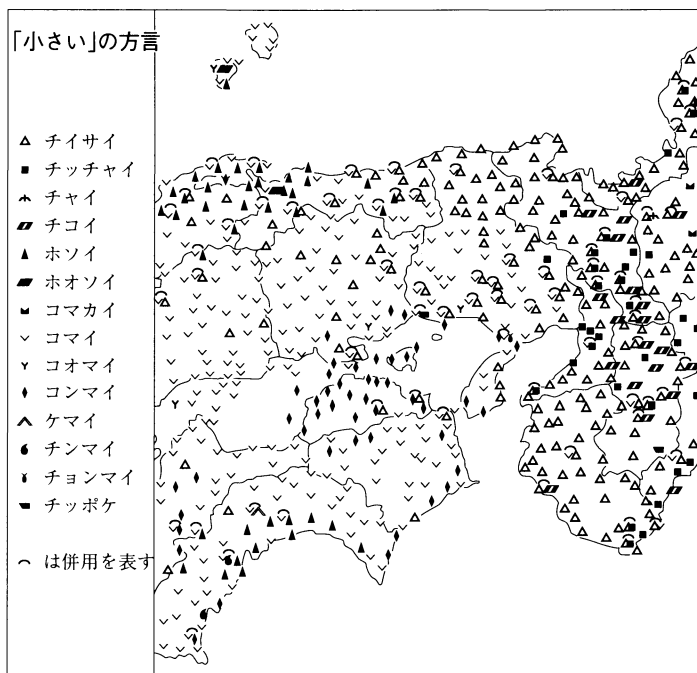 「小さい」の方言
チイサイ
チッチャイ
チャイ
チコイ
ホソイ
ホオソイ
コマカイ
コマイ
コオマイ
コンマイ
ケマイ
チンマイ
チョンマイ
チッポケ
は併用を表す